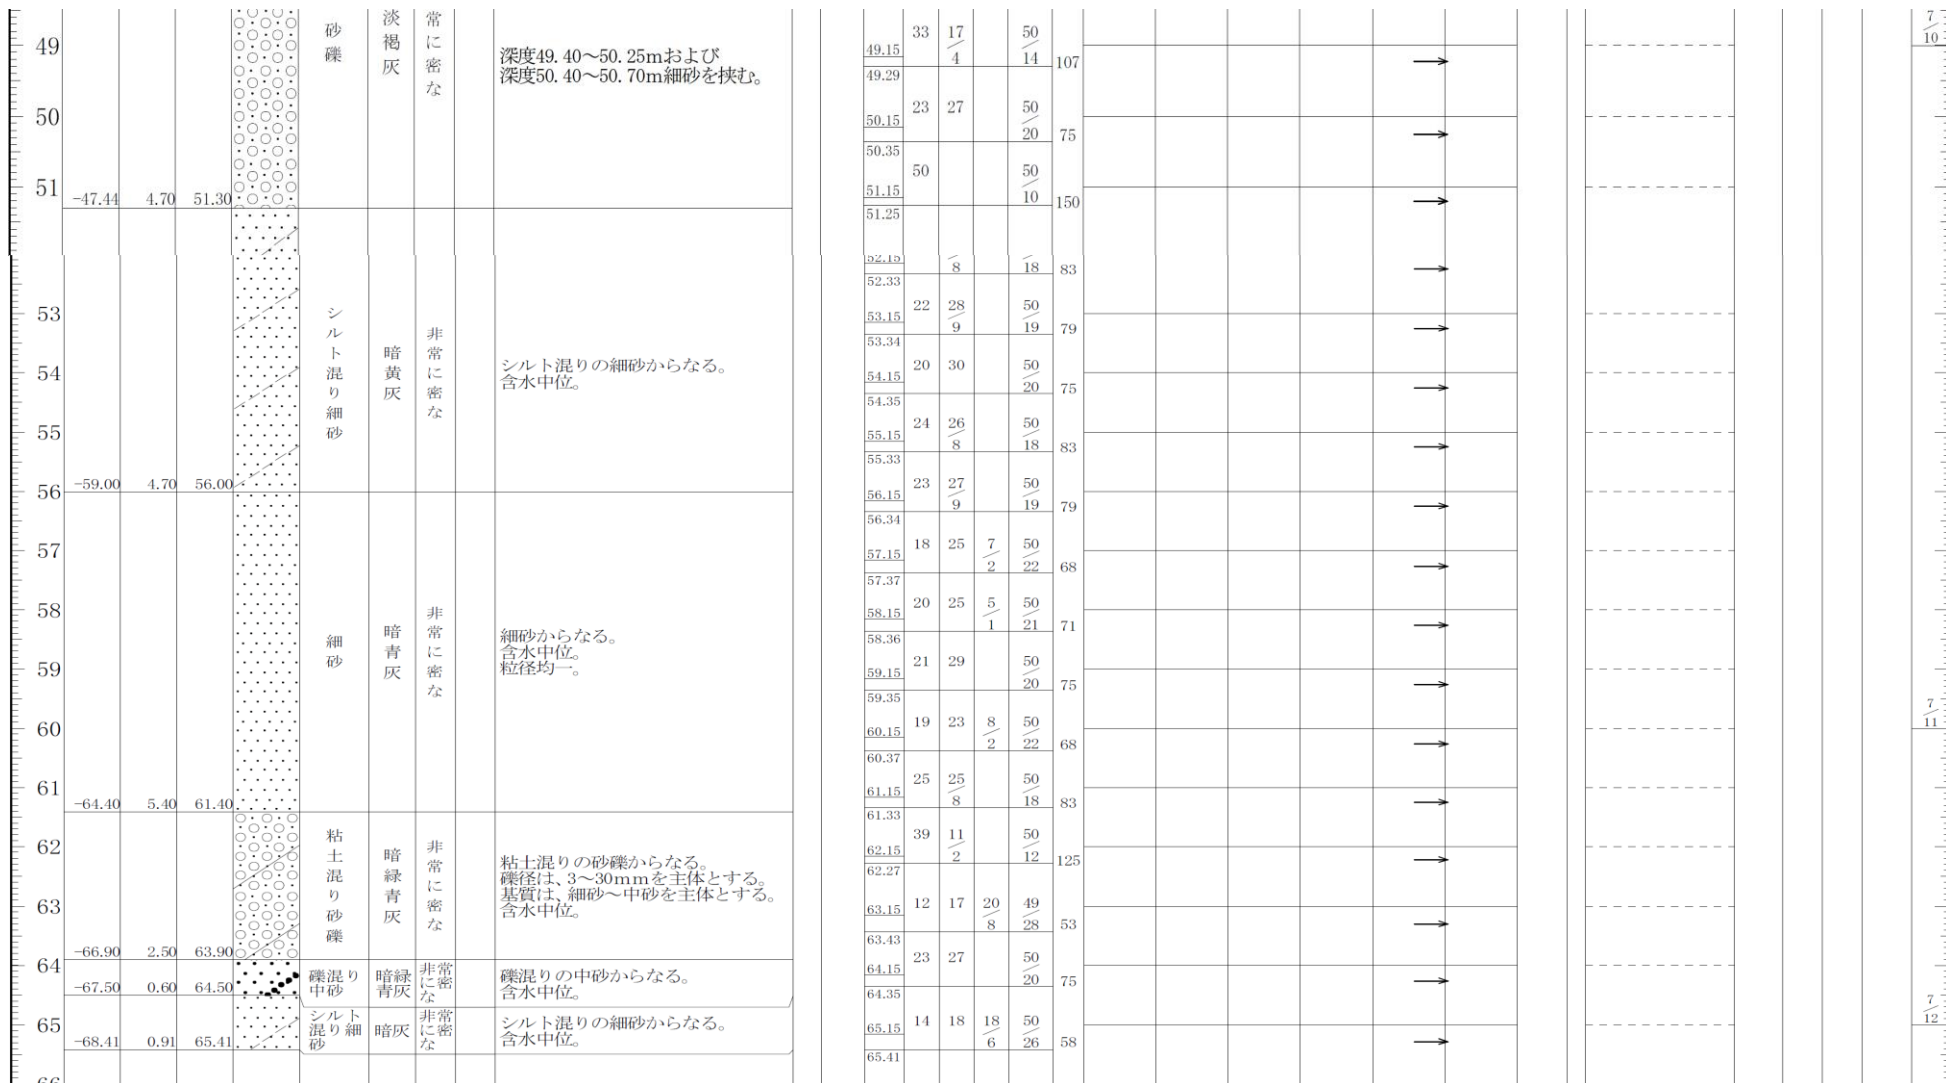 49
50
51
53
54
55
56
57
58
59
60
61
62
63
64
65
-47.44 4.70 51.30
-59.00 4.70 56.00
-64.40 5.40 61.40
-66.90 2.50 63.90
-67.50 0.60 64.50
-68.41 0.91 65.41
砂礫
淡褐灰
常に密な
深度49.40～50.25mおよび
深度50.40～50.70m細砂を挟む。
シルト混り細砂
暗黄灰
非常に密な
シルト混りの細砂からなる。
含水中位。
細砂
暗青灰
非常に密な
細砂からなる。
含水中位。
粒径均一。
粘土混り砂礫
暗緑青灰
非常に密な
粘土混りの砂礫からなる。
礫径は、3～30mmを主体とする。
基質は、細砂～中砂を主体とする。
含水中位。
礫混り中砂
暗緑青灰
非常に密な
礫混りの中砂からなる。
含水中位。
シルト混り細砂
暗灰
非常に密な
シルト混りの細砂からなる。
含水中位。
49.15 33 17/4 50/14 107
49.29
50.15 23 27 50/20 75
50.35
51.15 50 50/10 150
51.25
52.15 8 18 83
52.33
53.15 22 28/9 50/19 79
53.34
54.15 20 30 50/20 75
54.35
55.15 24 26/8 50/18 83
55.33
56.15 23 27/9 50/19 79
56.34
57.15 18 25 7/2 50/22 68
57.37
58.15 20 25 5/1 50/21 71
58.36
59.15 21 29 50/20 75
59.35
60.15 19 23 8/2 50/22 68
60.37
61.15 25 25/8 50/18 83
61.33
62.15 39 11/2 50/12 125
62.27
63.15 12 17 20/8 49/28 53
63.43
64.15 23 27 50/20 75
64.35
65.15 14 18 18/6 50/26 58
65.41
7/10
7/11
7/12